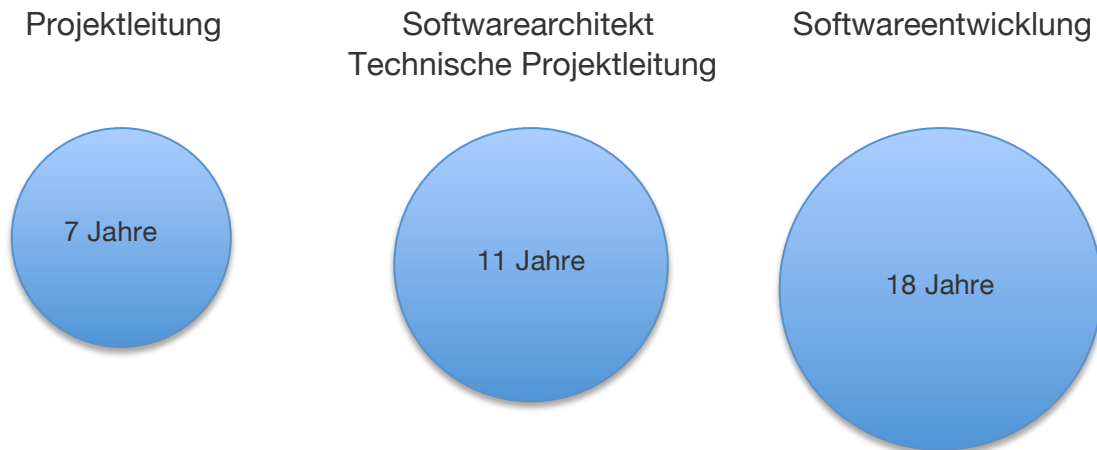 Projektleitung
Softwarearchitekt
Technische Projektleitung
Softwareentwicklung
7 Jahre
11 Jahre
18 Jahre